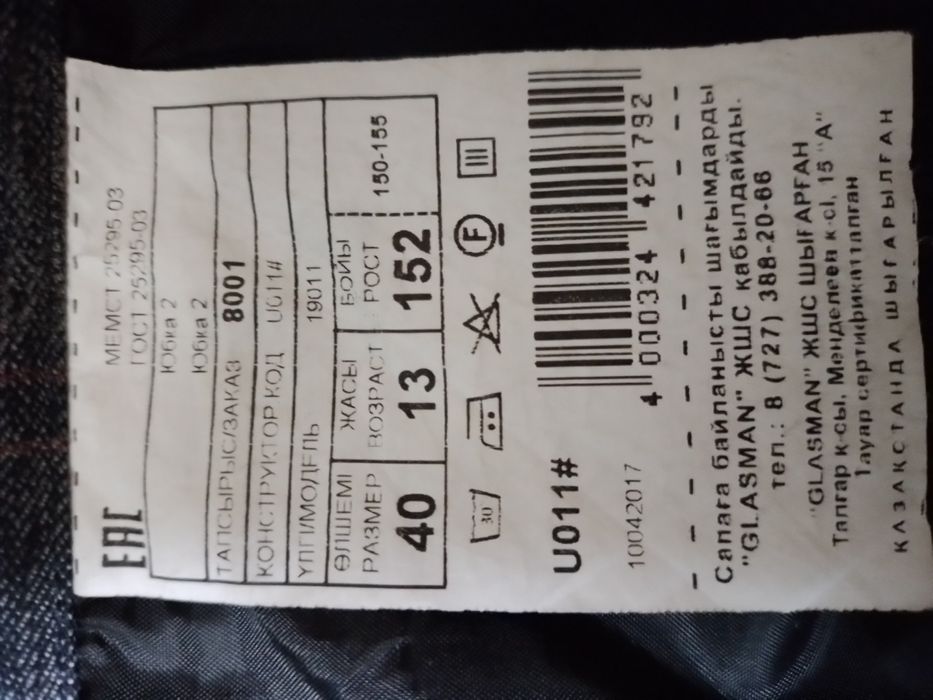 ЕАС
МЕМСТ 25295-03
ГОСТ 25295-03
Юбка 2
Юбка 2
ТАПСЫРЫС/ЗАКАЗ 8001
КОНСТРУКТОР КОД U011#
ҮЛГІ/МОДЕЛЬ 19011
ӨЛШЕМІ ЖАСЫ БОЙЫ
РАЗМЕР ВОЗРАСТ РОСТ
40 13 152 150-155
30 F
U011#
10042017
4 000324 421792
Сапаға байланысты шағымдарды
"GLASMAN" ЖШС қабылдайды.
тел.: 8 (727) 388-20-66
"GLASMAN" ЖШС ШЫҒАРҒАН
Талгар к-сы, Менделеев к-сі, 15 "А"
Тауар сертификатталған
ҚАЗАҚСТАНДА ШЫҒАРЫЛҒАН